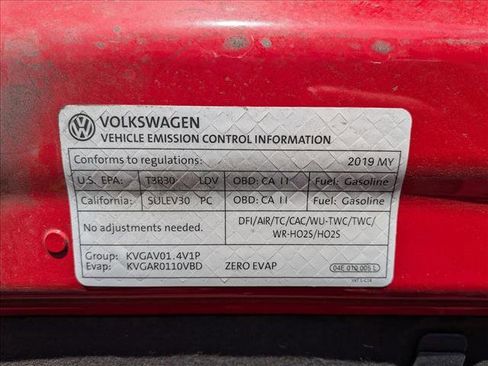 VOLKSWAGEN
VEHICLE EMISSION CONTROL INFORMATION
Conforms to regulations: 2019 MY
U.S. EPA: T3B30 LDV OBD: CA II Fuel: Gasoline
California: SULEV30 PC OBD: CA II Fuel: Gasoline
No adjustments needed. DFI/AIR/TC/CAC/WU-TWC/TWC/
WR-HO2S/HO2S
Group: KVGAV01.4V1P
Evap: KVGAR0110VBD ZERO EVAP 04E 010 005 L